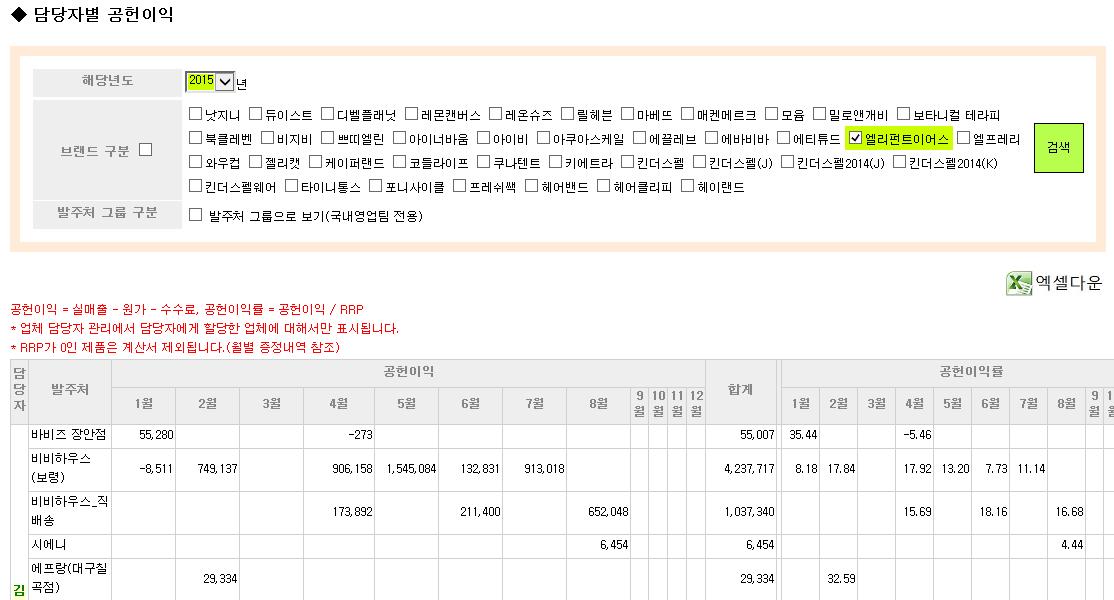 ◆ 담당자별 공헌이익
해당년도 2015 년
브랜드 구분
낫지니 듀이스트 디벨플래닛 레몬캔버스 레온슈즈 릴헤븐 마베뜨 매켄메르크 모윰 밀로앤개비 보타니컬 테라피
북클레벤 비지비 쁘띠엘린 아이너바움 아이비 아쿠아스케일 에끌레브 에바비바 에티튜드 엘리펀트이어스 엘프레리
와우컵 젤리캣 케이퍼랜드 코들라이프 쿠나텐트 키에트라 킨더스펠 킨더스펠(J) 킨더스펠2014(J) 킨더스펠2014(K)
킨더스펠웨어 타이니통스 포니사이클 프레쉬쌕 헤어밴드 헤어클리피 헤이랜드
검색
발주처 그룹 구분 발주처 그룹으로 보기(국내영업팀 전용)
엑셀다운
공헌이익 = 실매출 - 원가 - 수수료, 공헌이익률 = 공헌이익 / RRP
* 업체 담당자 관리에서 담당자에게 할당한 업체에 대해서만 표시됩니다.
* RRP가 0인 제품은 계산서 제외됩니다.(월별 증정내역 참조)
담당자 발주처 공헌이익 합계 공헌이익률
1월 2월 3월 4월 5월 6월 7월 8월 9월 10월 11월 12월 1월 2월 3월 4월 5월 6월 7월 8월 9월
바비즈 장안점 55,280 -273 55,007 35.44 -5.46
비비하우스
(보령) -8,511 749,137 906,158 1,545,084 132,831 913,018 4,237,717 8.18 17.84 17.92 13.20 7.73 11.14
비비하우스_직
배송 173,892 211,400 652,048 1,037,340 15.69 18.16 16.68
시에니 6,454 6,454 4.44
에프랑(대구칠
곡점) 29,334 29,334 32.59
김